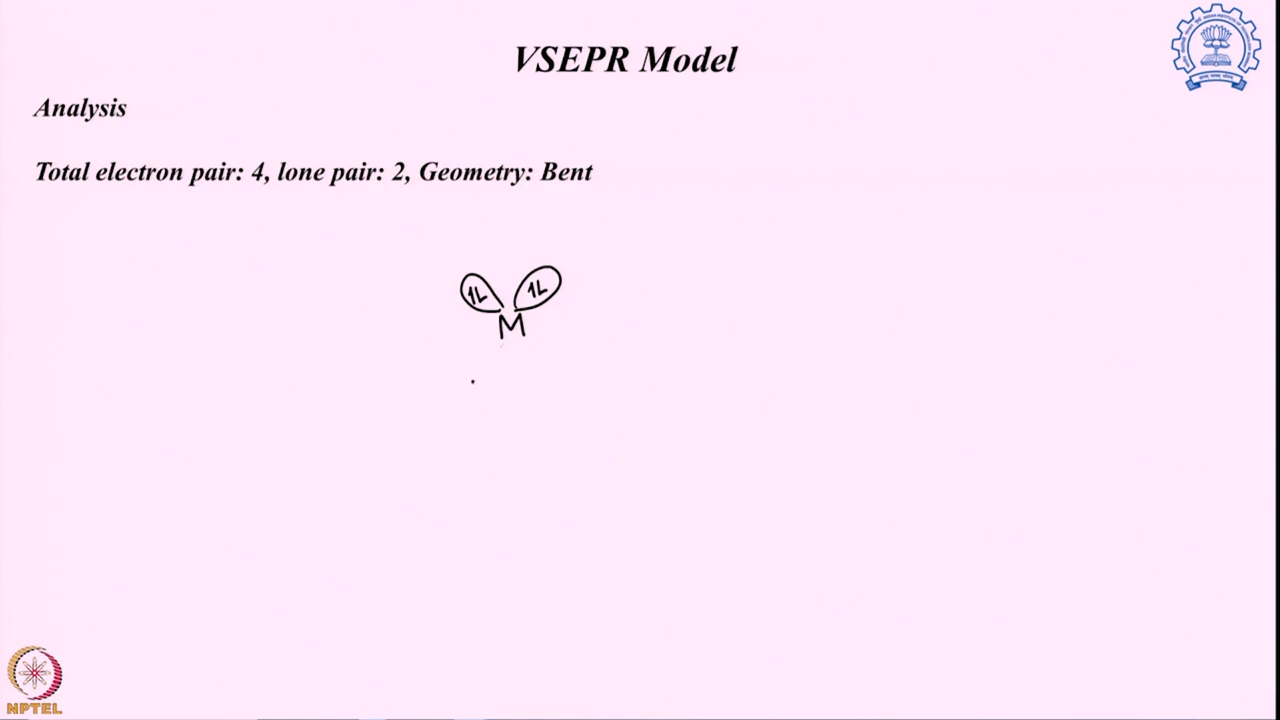 VSEPR Model
Analysis
Total electron pair: 4, lone pair: 2, Geometry: Bent
1L 1L
M
NPTEL